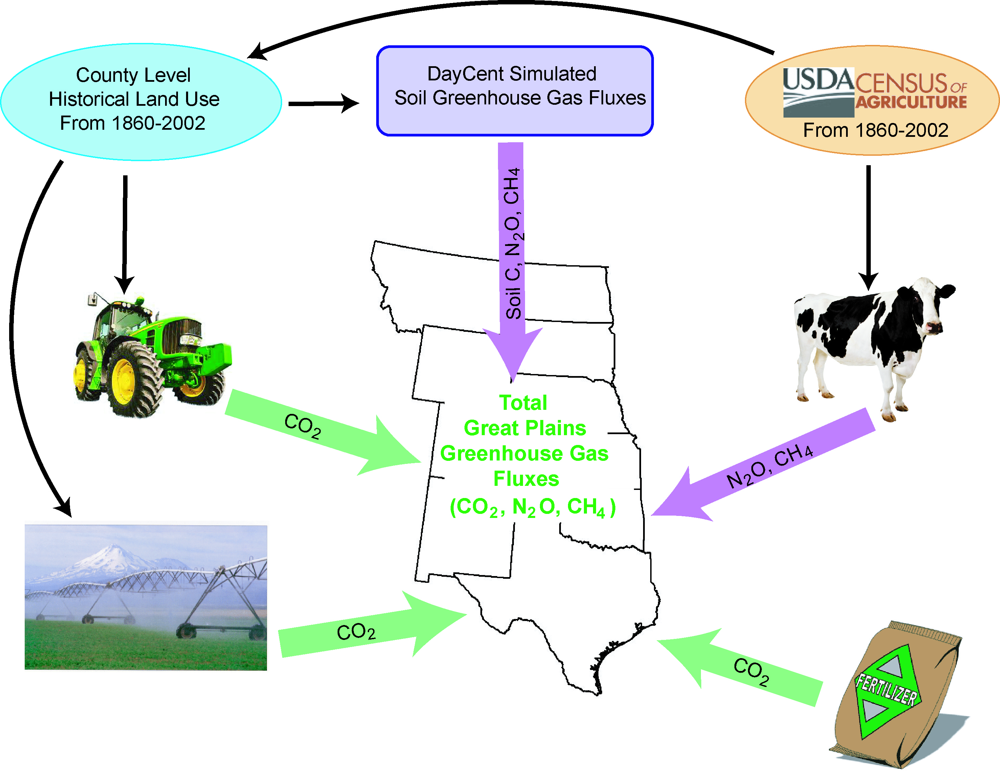 County Level
Historical Land Use
From 1860-2002
DayCent Simulated
Soil Greenhouse Gas Fluxes
USDA CENSUS OF
AGRICULTURE
From 1860-2002
Soil C, N₂O, CH₄
CO₂
Total
Great Plains
Greenhouse Gas
Fluxes
(CO₂, N₂O, CH₄)
N₂O, CH₄
CO₂
CO₂
FERTILIZER